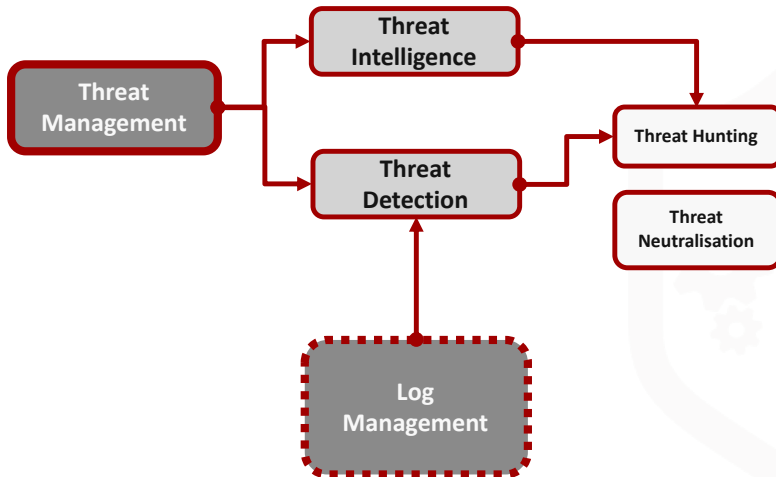 Threat
Intelligence
Threat
Management
Threat Hunting
Threat
Detection
Threat
Neutralisation
Log
Management